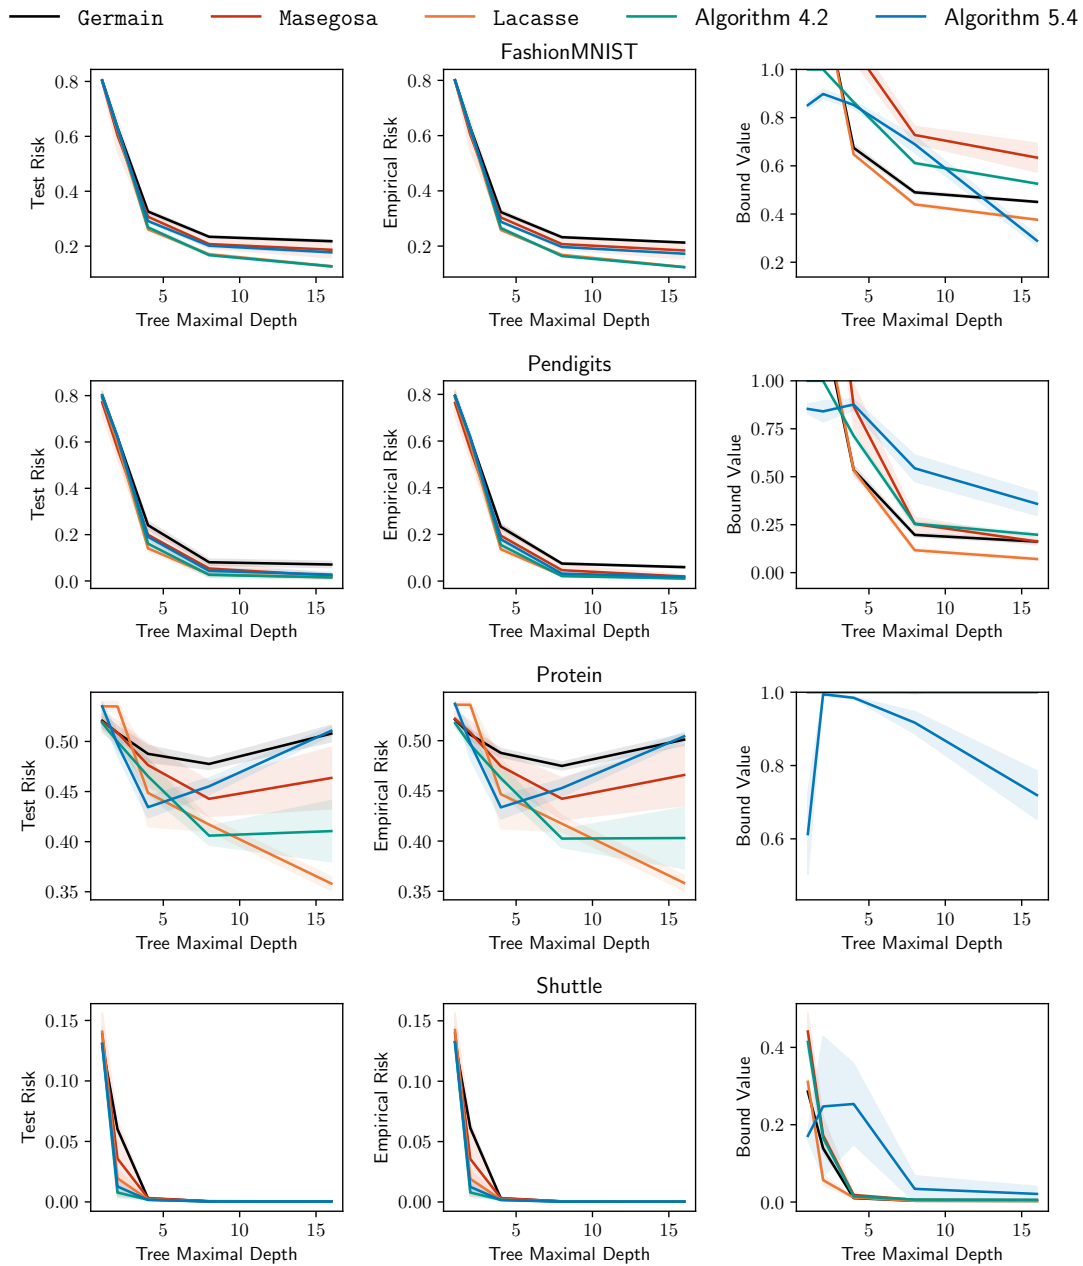 Germain Masegosa Lacasse Algorithm 4.2 Algorithm 5.4
FashionMNIST
0.8
0.6
0.4
0.2
Test Risk
5 10 15
Tree Maximal Depth
0.8
0.6
0.4
0.2
Empirical Risk
5 10 15
Tree Maximal Depth
1.0
0.8
0.6
0.4
0.2
Bound Value
5 10 15
Tree Maximal Depth
Pendigits
0.8
0.6
0.4
0.2
0.0
Test Risk
5 10 15
Tree Maximal Depth
0.8
0.6
0.4
0.2
0.0
Empirical Risk
5 10 15
Tree Maximal Depth
1.00
0.75
0.50
0.25
0.00
Bound Value
5 10 15
Tree Maximal Depth
Protein
0.50
0.45
0.40
0.35
Test Risk
5 10 15
Tree Maximal Depth
0.50
0.45
0.40
0.35
Empirical Risk
5 10 15
Tree Maximal Depth
1.0
0.8
0.6
Bound Value
5 10 15
Tree Maximal Depth
Shuttle
0.15
0.10
0.05
0.00
Test Risk
5 10 15
Tree Maximal Depth
0.15
0.10
0.05
0.00
Empirical Risk
5 10 15
Tree Maximal Depth
0.4
0.2
0.0
Bound Value
5 10 15
Tree Maximal Depth